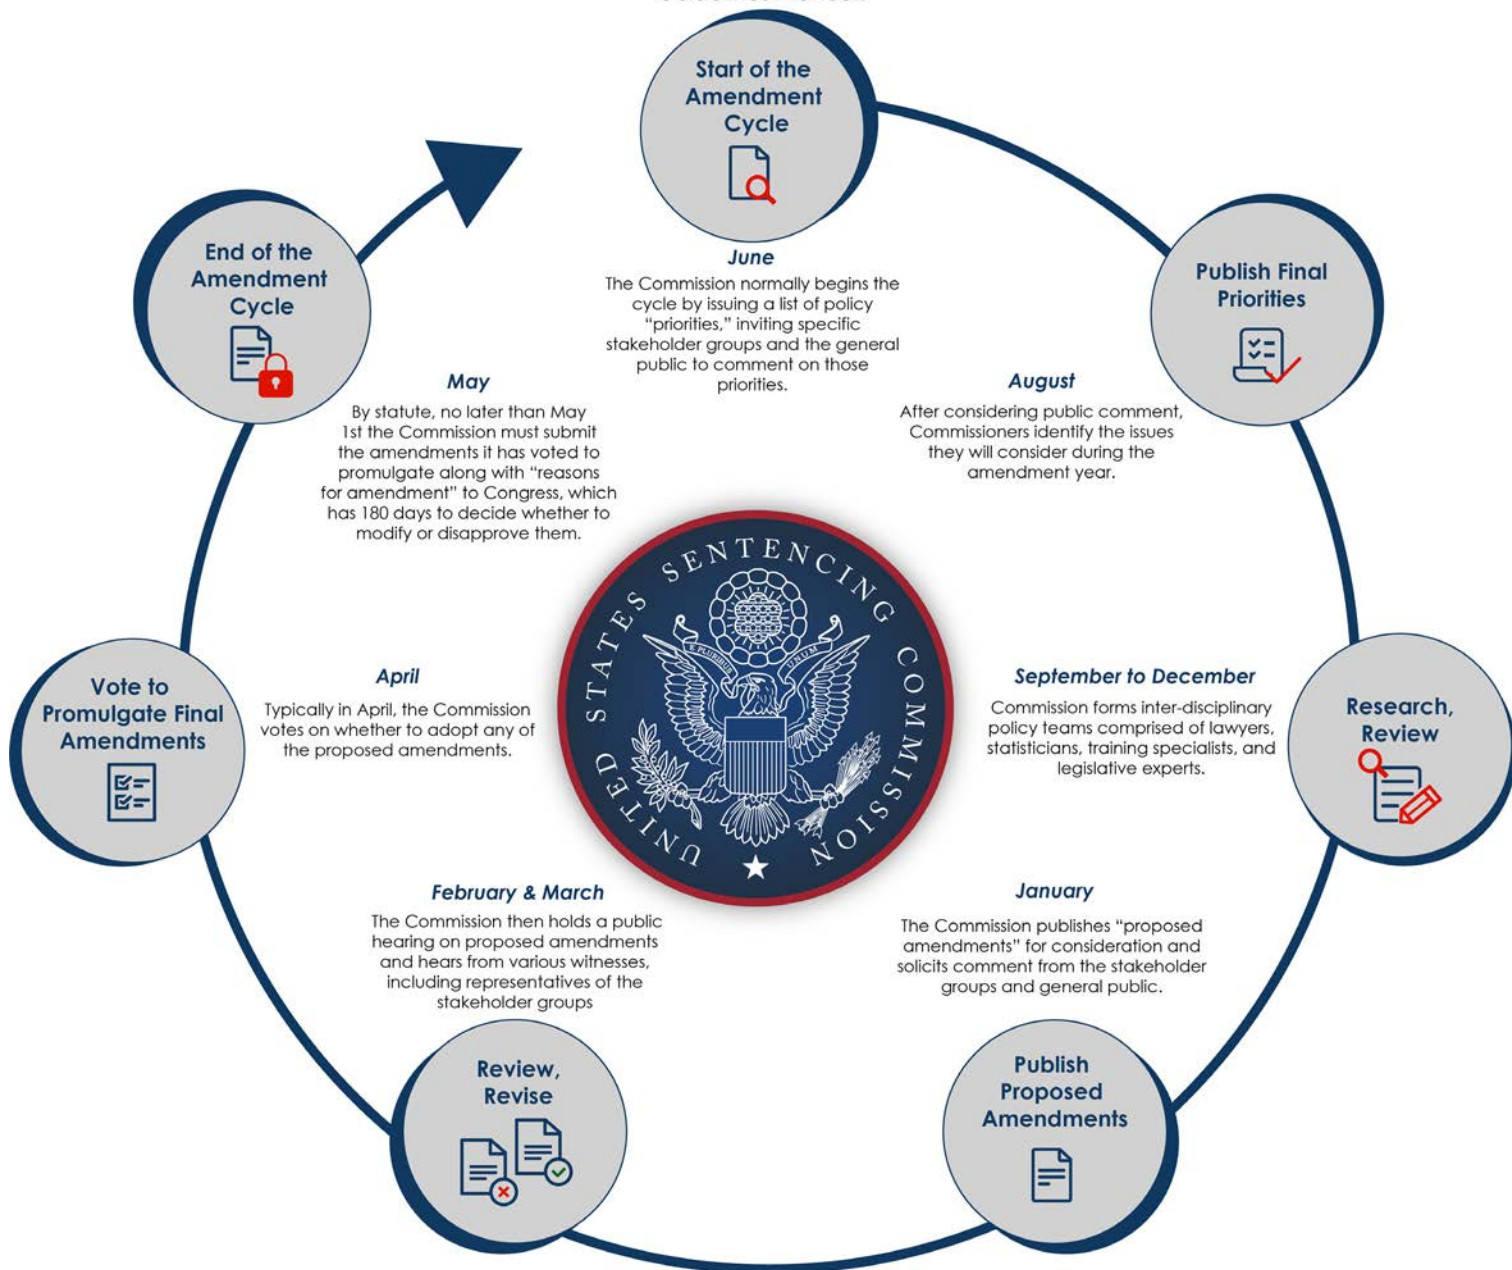 Start of the
Amendment
Cycle
June
The Commission normally begins the
cycle by issuing a list of policy
“priorities,” inviting specific
stakeholder groups and the general
public to comment on those
priorities.
Publish Final
Priorities
August
After considering public comment,
Commissioners identify the issues
they will consider during the
amendment year.
Research,
Review
September to December
Commission forms inter-disciplinary
policy teams comprised of lawyers,
statisticians, training specialists, and
legislative experts.
Publish
Proposed
Amendments
January
The Commission publishes “proposed
amendments” for consideration and
solicits comment from the stakeholder
groups and general public.
Review,
Revise
February & March
The Commission then holds a public
hearing on proposed amendments
and hears from various witnesses,
including representatives of the
stakeholder groups
Vote to
Promulgate Final
Amendments
April
Typically in April, the Commission
votes on whether to adopt any of
the proposed amendments.
End of the
Amendment
Cycle
May
By statute, no later than May
1st the Commission must submit
the amendments it has voted to
promulgate along with “reasons
for amendment” to Congress, which
has 180 days to decide whether to
modify or disapprove them.
UNITED STATES SENTENCING COMMISSION
E PLURIBUS UNUM